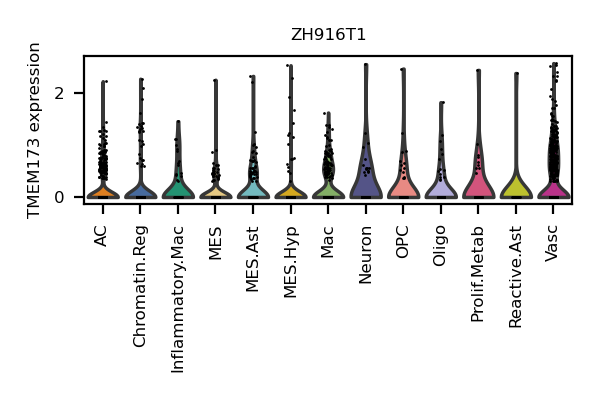 ZH916T1
TMEM173 expression
2
0
AC
Chromatin.Reg
Inflammatory.Mac
MES
MES.Ast
MES.Hyp
Mac
Neuron
OPC
Oligo
Prolif.Metab
Reactive.Ast
Vasc